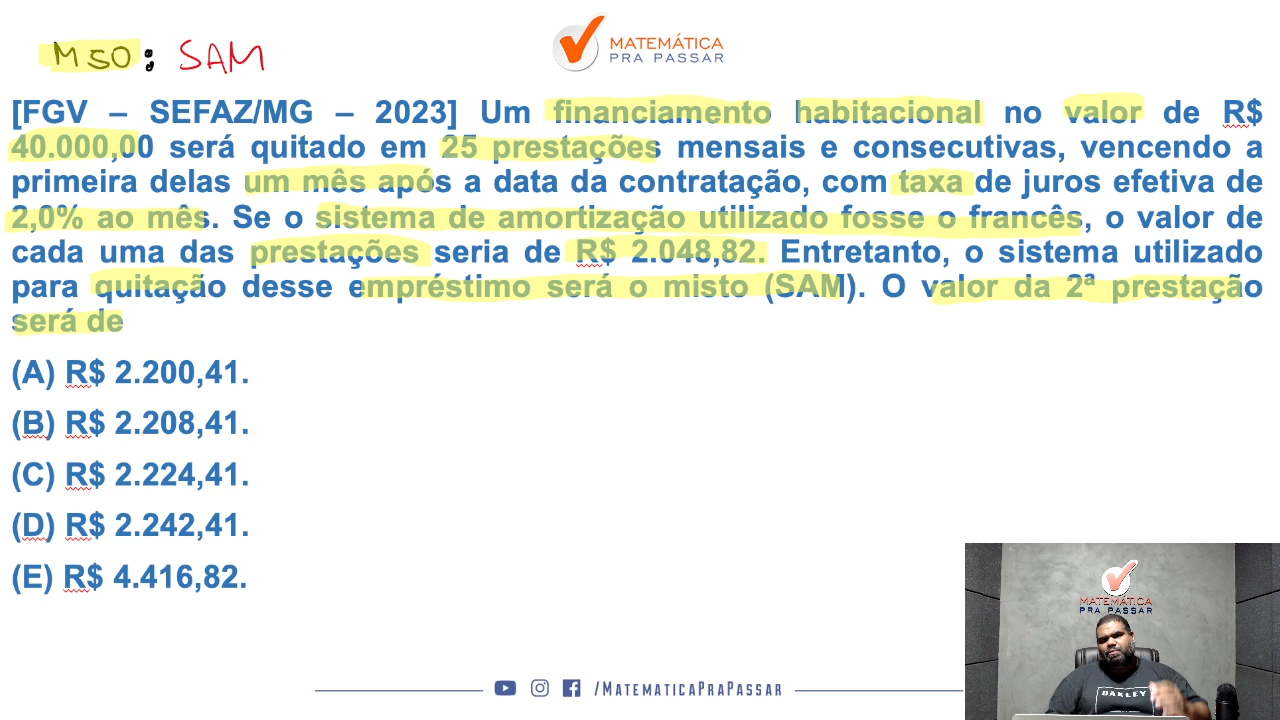 M50: SAM
MATEMÁTICA
PRA PASSAR
[FGV – SEFAZ/MG – 2023] Um financiamento habitacional no valor de R$
40.000,00 será quitado em 25 prestações mensais e consecutivas, vencendo a
primeira delas um mês após a data da contratação, com taxa de juros efetiva de
2,0% ao mês. Se o sistema de amortização utilizado fosse o francês, o valor de
cada uma das prestações seria de R$ 2.048,82. Entretanto, o sistema utilizado
para quitação desse empréstimo será o misto (SAM). O valor da 2ª prestação
será de
(A) R$ 2.200,41.
(B) R$ 2.208,41.
(C) R$ 2.224,41.
(D) R$ 2.242,41.
(E) R$ 4.416,82.
MATEMÁTICA
PRA PASSAR
OAKLEY
/MATEMATICAPRAPASSAR